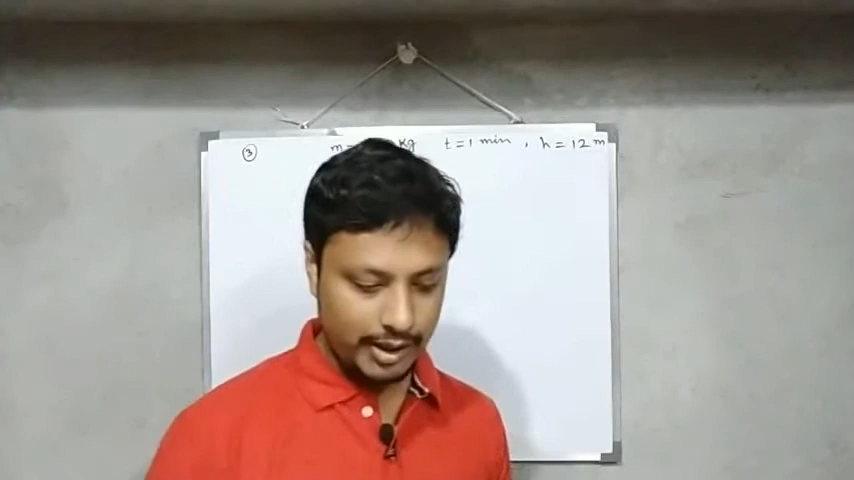 ③ m= kg t=1 min, h=12 m